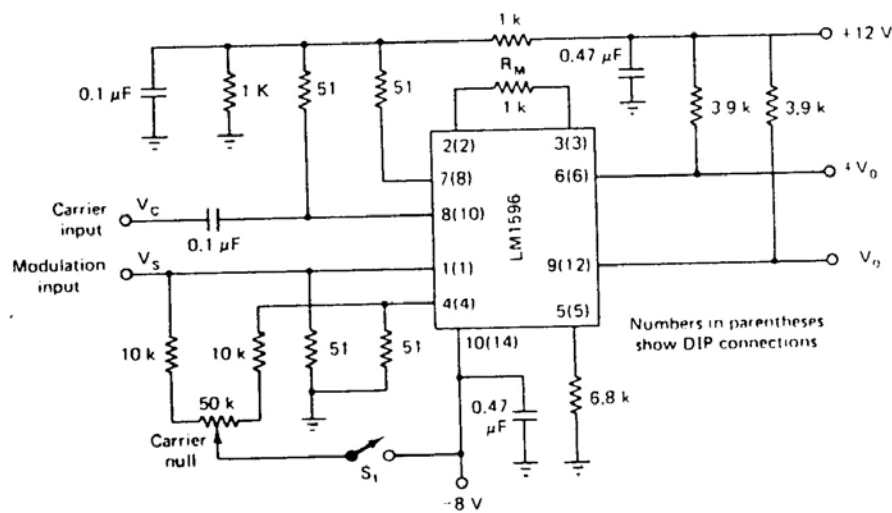 1 k
+12 V
0.47 µF
R_M
0.1 µF
1 K
51
51
1 k
3.9 k
3.9 k
2(2)
3(3)
7(8)
6(6)
+V_0
Carrier
input
V_C
8(10)
0.1 µF
LM1596
Modulation
input
V_S
1(1)
9(12)
V_0
4(4)
5(5)
Numbers in parentheses
show DIP connections
10 k
10 k
51
51
10(14)
50 k
0.47
µF
6.8 k
Carrier
null
S_1
-8 V